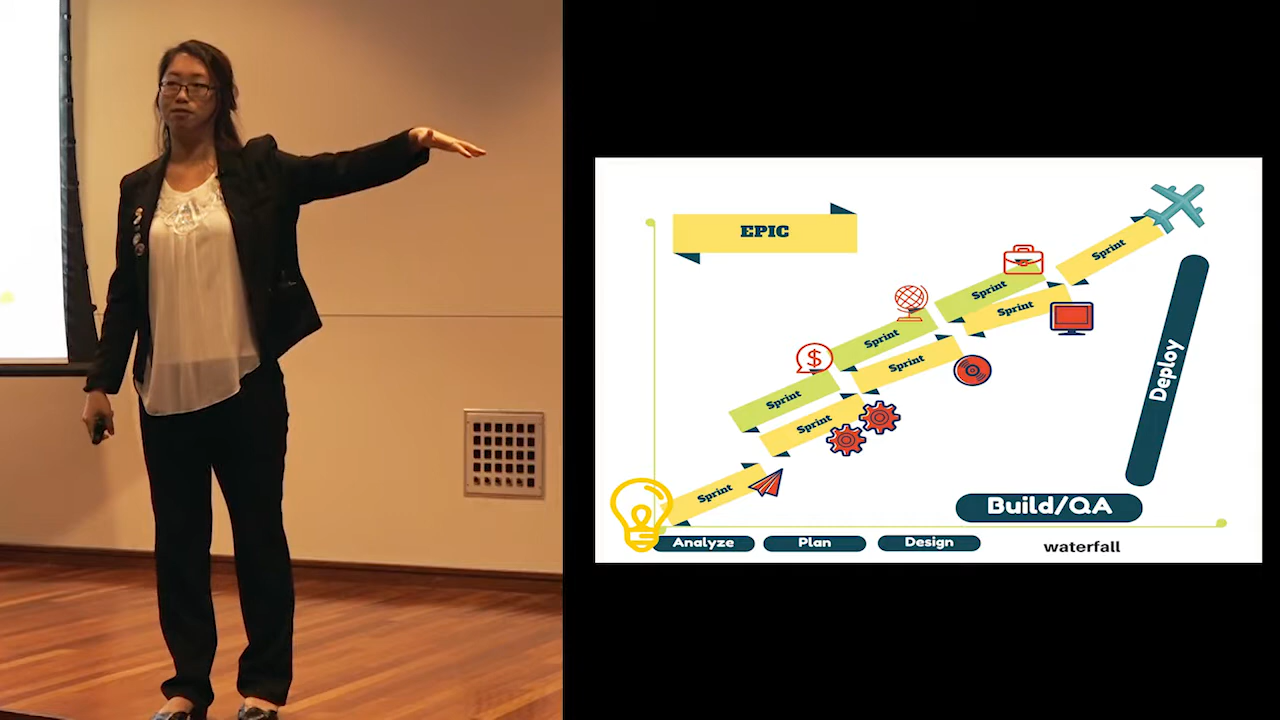 EPIC
Sprint
Sprint
Sprint
Sprint
$
Sprint
Sprint
Sprint
Sprint
Deploy
Build/QA
Analyze
Plan
Design
waterfall